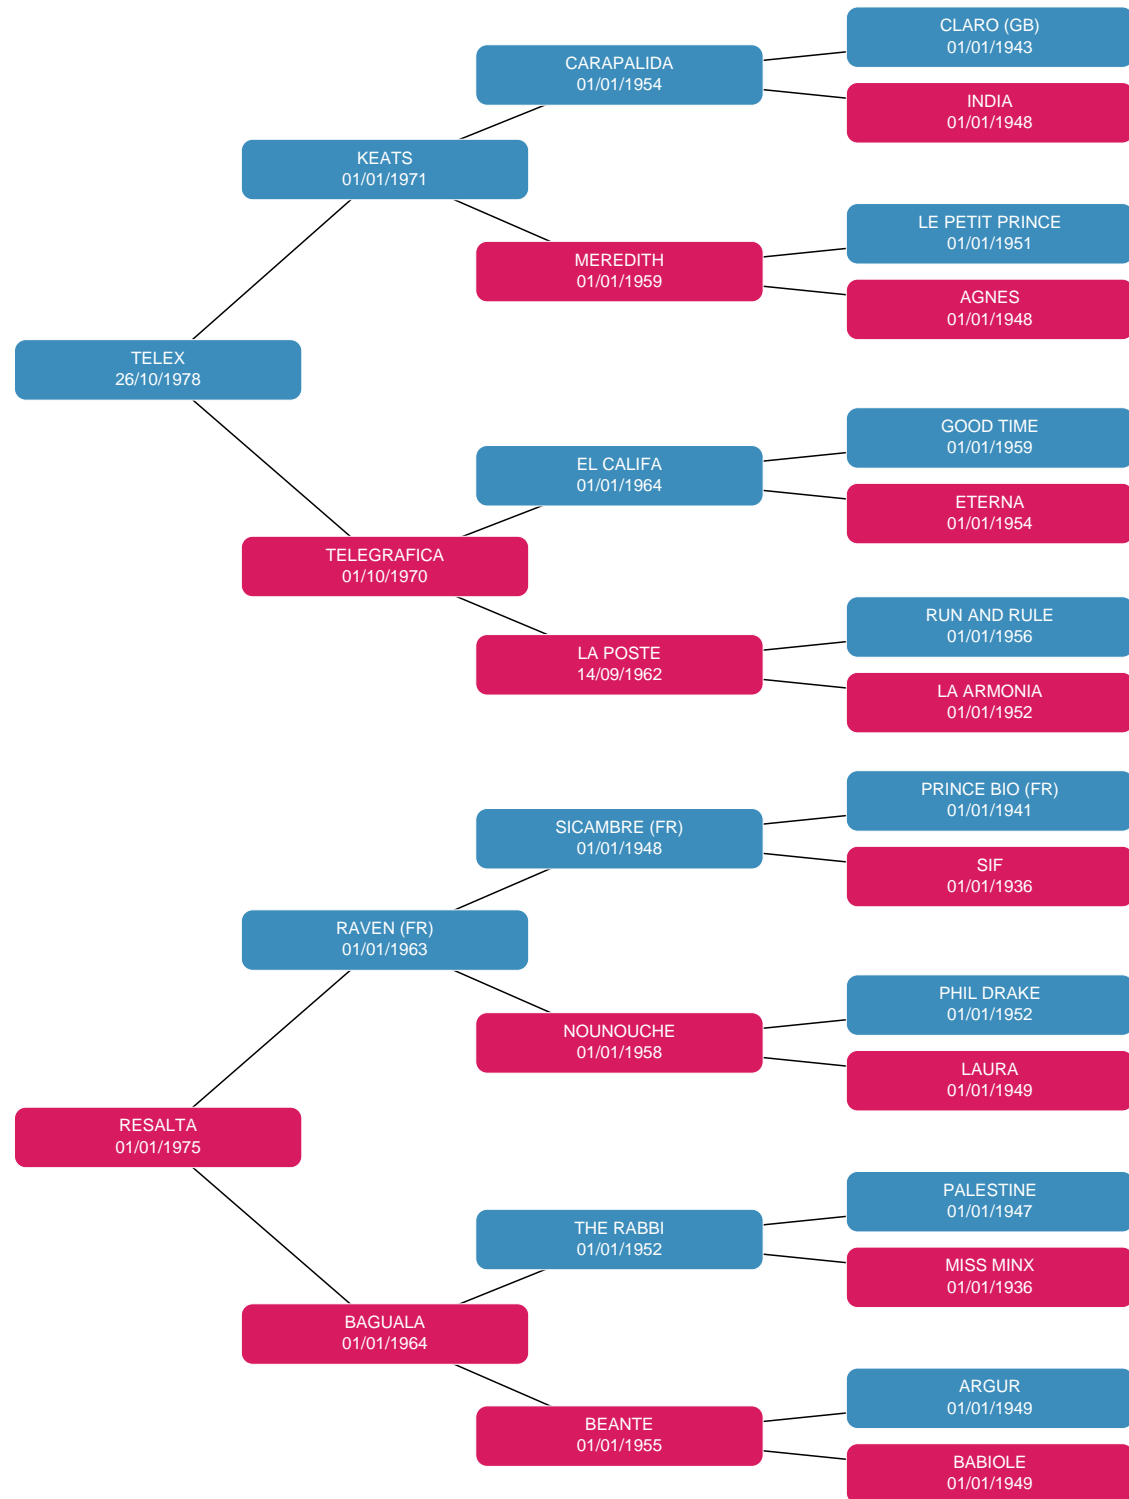 CLARO (GB)
01/01/1943
CARAPALIDA
01/01/1954
INDIA
01/01/1948
KEATS
01/01/1971
LE PETIT PRINCE
01/01/1951
MEREDITH
01/01/1959
AGNES
01/01/1948
TELEX
26/10/1978
GOOD TIME
01/01/1959
EL CALIFA
01/01/1964
ETERNA
01/01/1954
TELEGRAFICA
01/10/1970
RUN AND RULE
01/01/1956
LA POSTE
14/09/1962
LA ARMONIA
01/01/1952
PRINCE BIO (FR)
01/01/1941
SICAMBRE (FR)
01/01/1948
SIF
01/01/1936
RAVEN (FR)
01/01/1963
PHIL DRAKE
01/01/1952
NOUNOUCHE
01/01/1958
LAURA
01/01/1949
RESALTA
01/01/1975
PALESTINE
01/01/1947
THE RABBI
01/01/1952
MISS MINX
01/01/1936
BAGUALA
01/01/1964
ARGUR
01/01/1949
BEANTE
01/01/1955
BABIOLE
01/01/1949